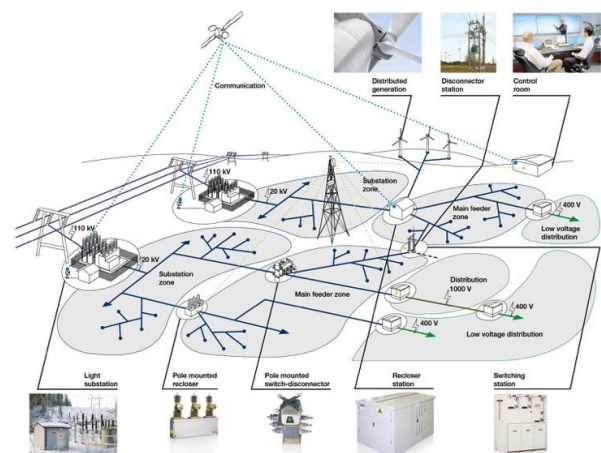 Communication
Distributed
generation
Disconnector
station
Control
room
110 kV
20 kV
Substation
zone
Main feeder
zone
400 V
Low voltage
distribution
110 kV
20 kV
Substation
zone
Main feeder zone
Distribution
1000 V
400 V
400 V
Low voltage distribution
Light
substation
Pole mounted
recloser
Pole mounted
switch-disconnector
Recloser
station
Switching
station